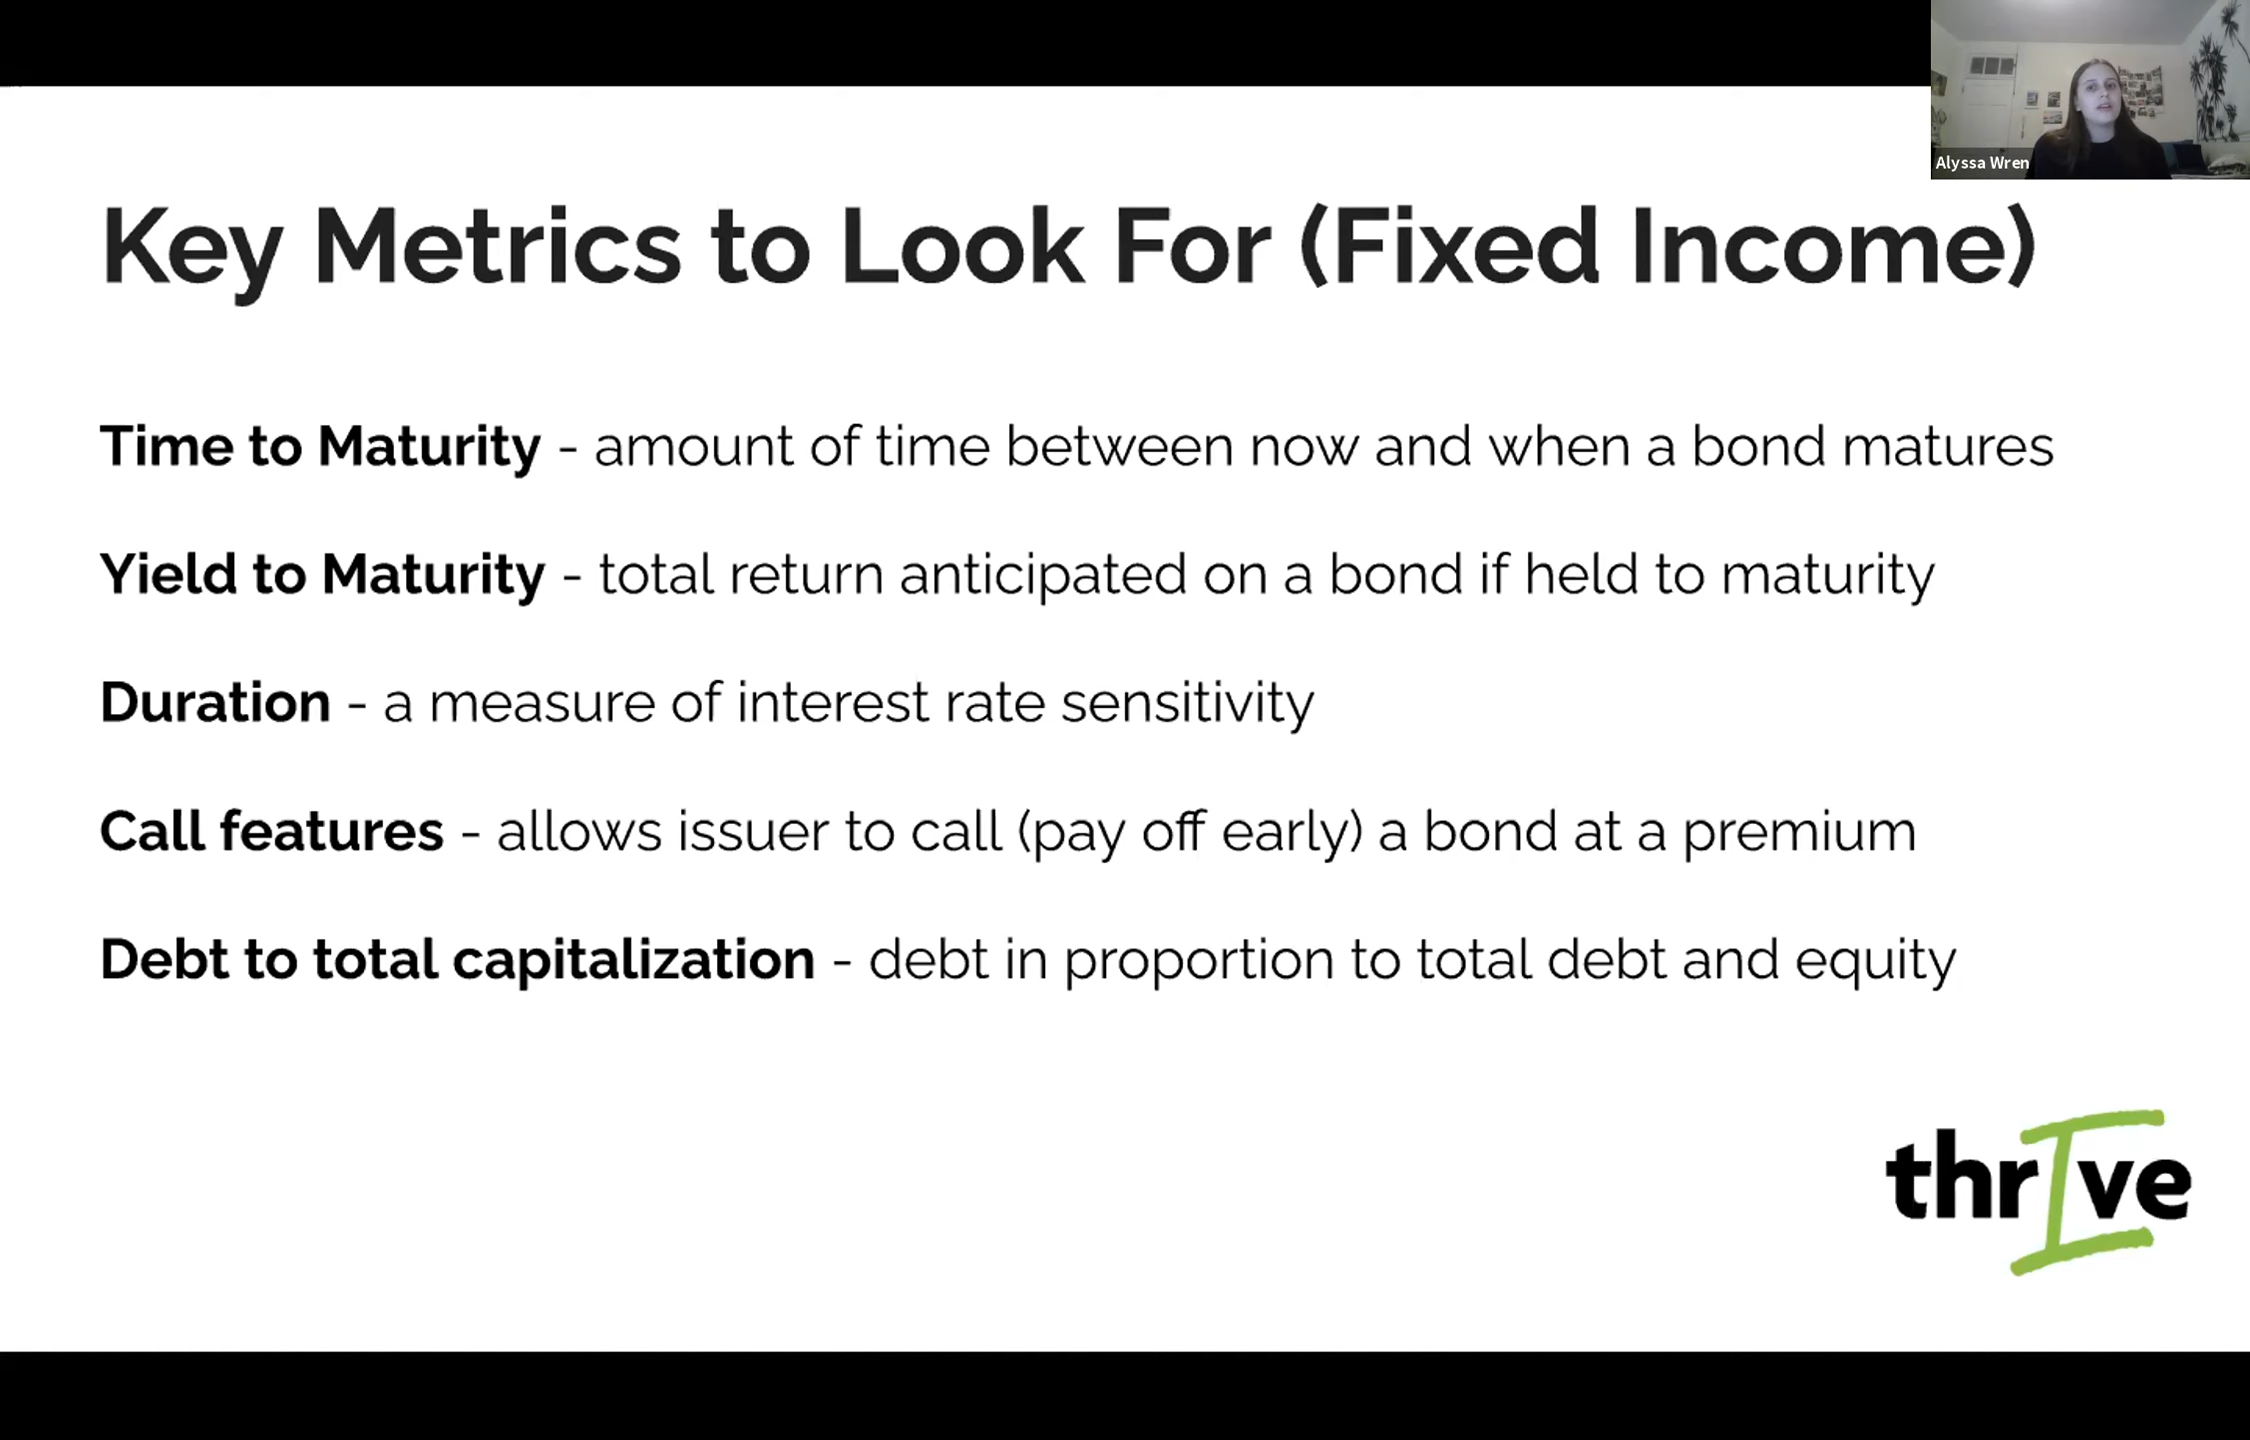 Alyssa Wren
Key Metrics to Look For (Fixed Income)
Time to Maturity - amount of time between now and when a bond matures
Yield to Maturity - total return anticipated on a bond if held to maturity
Duration - a measure of interest rate sensitivity
Call features - allows issuer to call (pay off early) a bond at a premium
Debt to total capitalization - debt in proportion to total debt and equity
thrIve